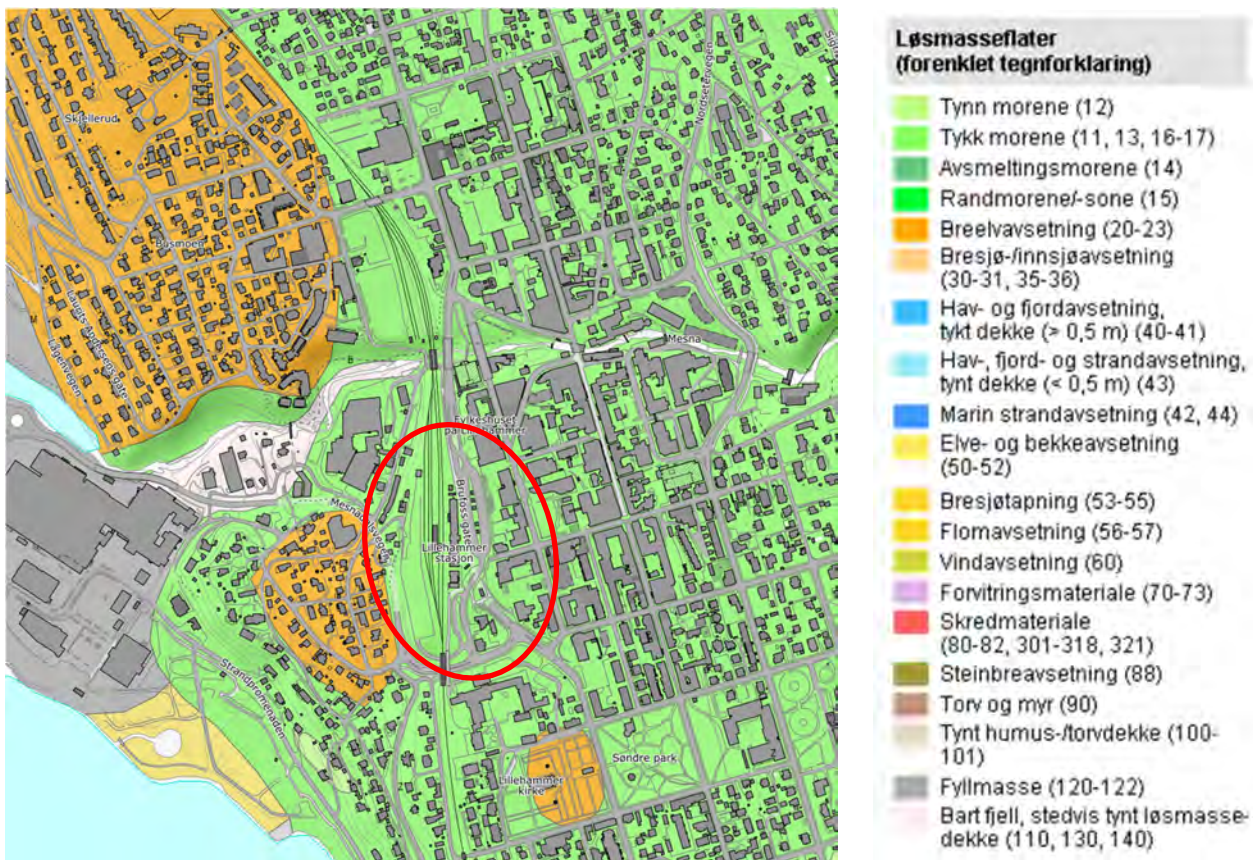 Skjellerud
Nordsetervegen
Busmoen
Lågenvegen
Mesna
Fylkeshuset
Brubakken
Lillehammer
stasjon
Strandpromenaden
Lillehammer
kirke
Søndre park
Løsmasseflater
(forenklet tegnforklaring)
Tynn morene (12)
Tykk morene (11, 13, 16-17)
Avsmeltingsmorene (14)
Randmorene/-sone (15)
Breelvavsetning (20-23)
Bresjø-/innsjøavsetning
(30-31, 35-36)
Hav- og fjordavsetning,
tykt dekke (> 0,5 m) (40-41)
Hav-, fjord- og strandavsetning,
tynt dekke (< 0,5 m) (43)
Marin strandavsetning (42, 44)
Elve- og bekkeavsetning
(50-52)
Bresjøtapning (53-55)
Flomavsetning (56-57)
Vindavsetning (60)
Forvitringsmateriale (70-73)
Skredmateriale
(80-82, 301-318, 321)
Steinbreavsetning (88)
Torv og myr (90)
Tynt humus-/torvdekke (100-
101)
Fyllmasse (120-122)
Bart fjell, stedvis tynt løsmasse-
dekke (110, 130, 140)